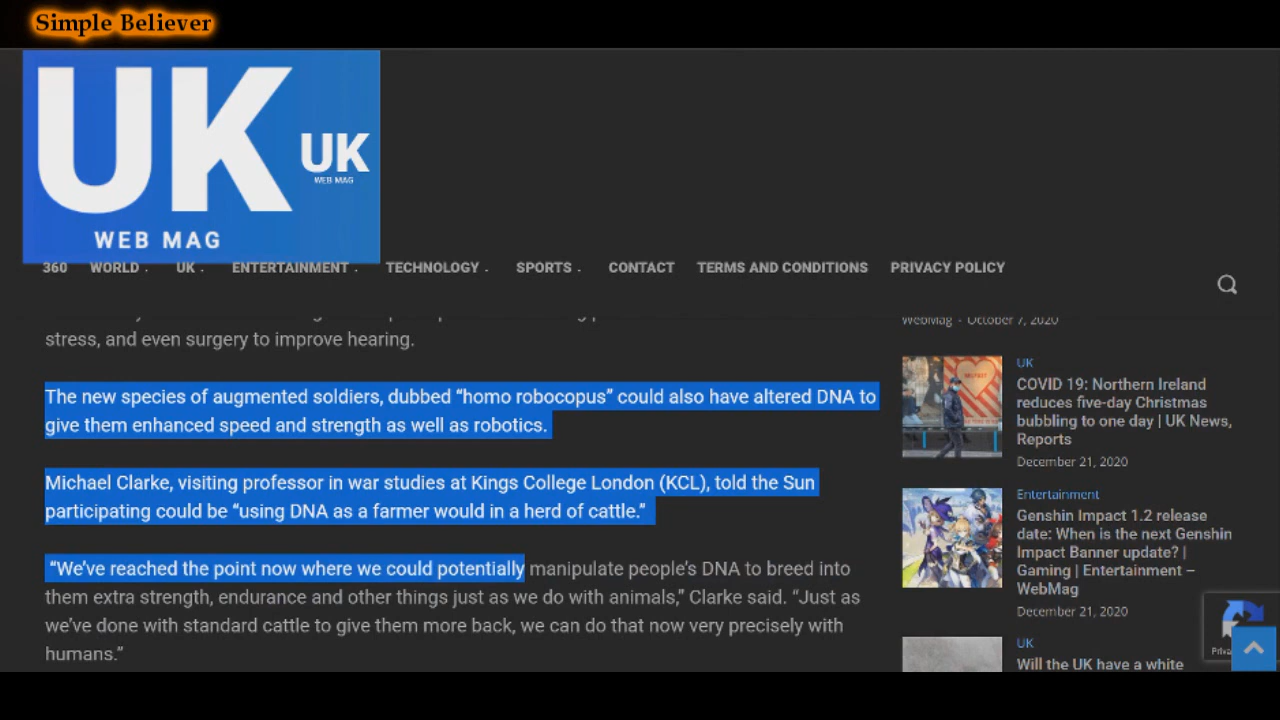 Simple Believer
UK
WEB MAG
UK
WEB MAG
360 WORLD UK ENTERTAINMENT TECHNOLOGY SPORTS CONTACT TERMS AND CONDITIONS PRIVACY POLICY
stress, and even surgery to improve hearing.
The new species of augmented soldiers, dubbed “homo robocopus” could also have altered DNA to
give them enhanced speed and strength as well as robotics.
Michael Clarke, visiting professor in war studies at Kings College London (KCL), told the Sun
participating could be “using DNA as a farmer would in a herd of cattle.”
“We’ve reached the point now where we could potentially manipulate people’s DNA to breed into
them extra strength, endurance and other things just as we do with animals,” Clarke said. “Just as
we’ve done with standard cattle to give them more back, we can do that now very precisely with
humans.”
WebMag - October 7, 2020
UK
COVID 19: Northern Ireland
reduces five-day Christmas
bubbling to one day | UK News,
Reports
December 21, 2020
Entertainment
Genshin Impact 1.2 release
date: When is the next Genshin
Impact Banner update? |
Gaming | Entertainment –
WebMag
December 21, 2020
UK
Will the UK have a white